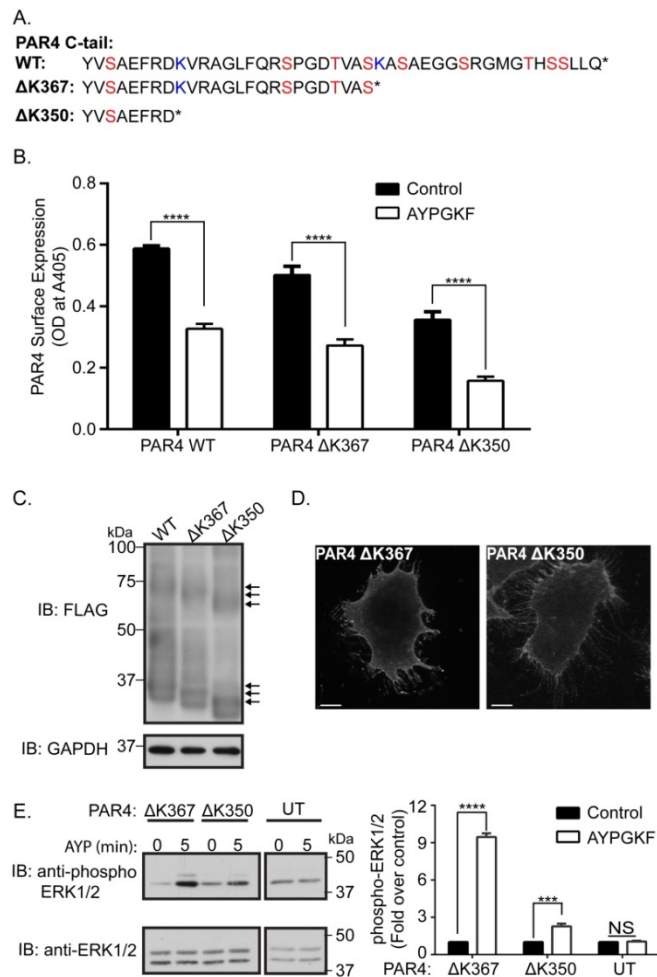 A.
PAR4 C-tail:
WT: YVSAEFRDKVRAGLFQRSPGDTVASKASAEGGSRGMGTHSSLLQ*
ΔK367: YVSAEFRDKVRAGLFQRSPGDTVAS*
ΔK350: YVSAEFRD*
B.
Control
AYPGKF
PAR4 Surface Expression
(OD at A405)
0.8
0.6
0.4
0.2
0.0
****
****
****
PAR4 WT
PAR4 ΔK367
PAR4 ΔK350
C.
kDa
WT
ΔK367
ΔK350
100
75
50
37
IB: FLAG
IB: GAPDH
37
D.
PAR4 ΔK367
PAR4 ΔK350
E.
PAR4: ΔK367 ΔK350 UT
AYP (min): 0 5 0 5 0 5 kDa
IB: anti-phospho
ERK1/2
50
37
IB: anti-ERK1/2
50
37
phospho-ERK1/2
(Fold over control)
12
9
6
3
0
****
***
NS
Control
AYPGKF
PAR4: ΔK367 ΔK350 UT